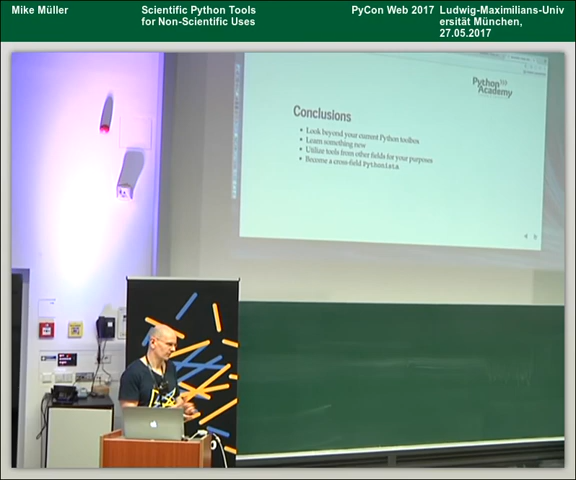 Mike Müller
Scientific Python Tools
for Non-Scientific Uses
PyCon Web 2017
Ludwig-Maximilians-Univ
ersität München,
27.05.2017
Python
Academy
Conclusions
• Look beyond your current Python toolbox
• Learn something new
• Utilize tools from other fields for your purposes
• Become a cross-field Pythonista